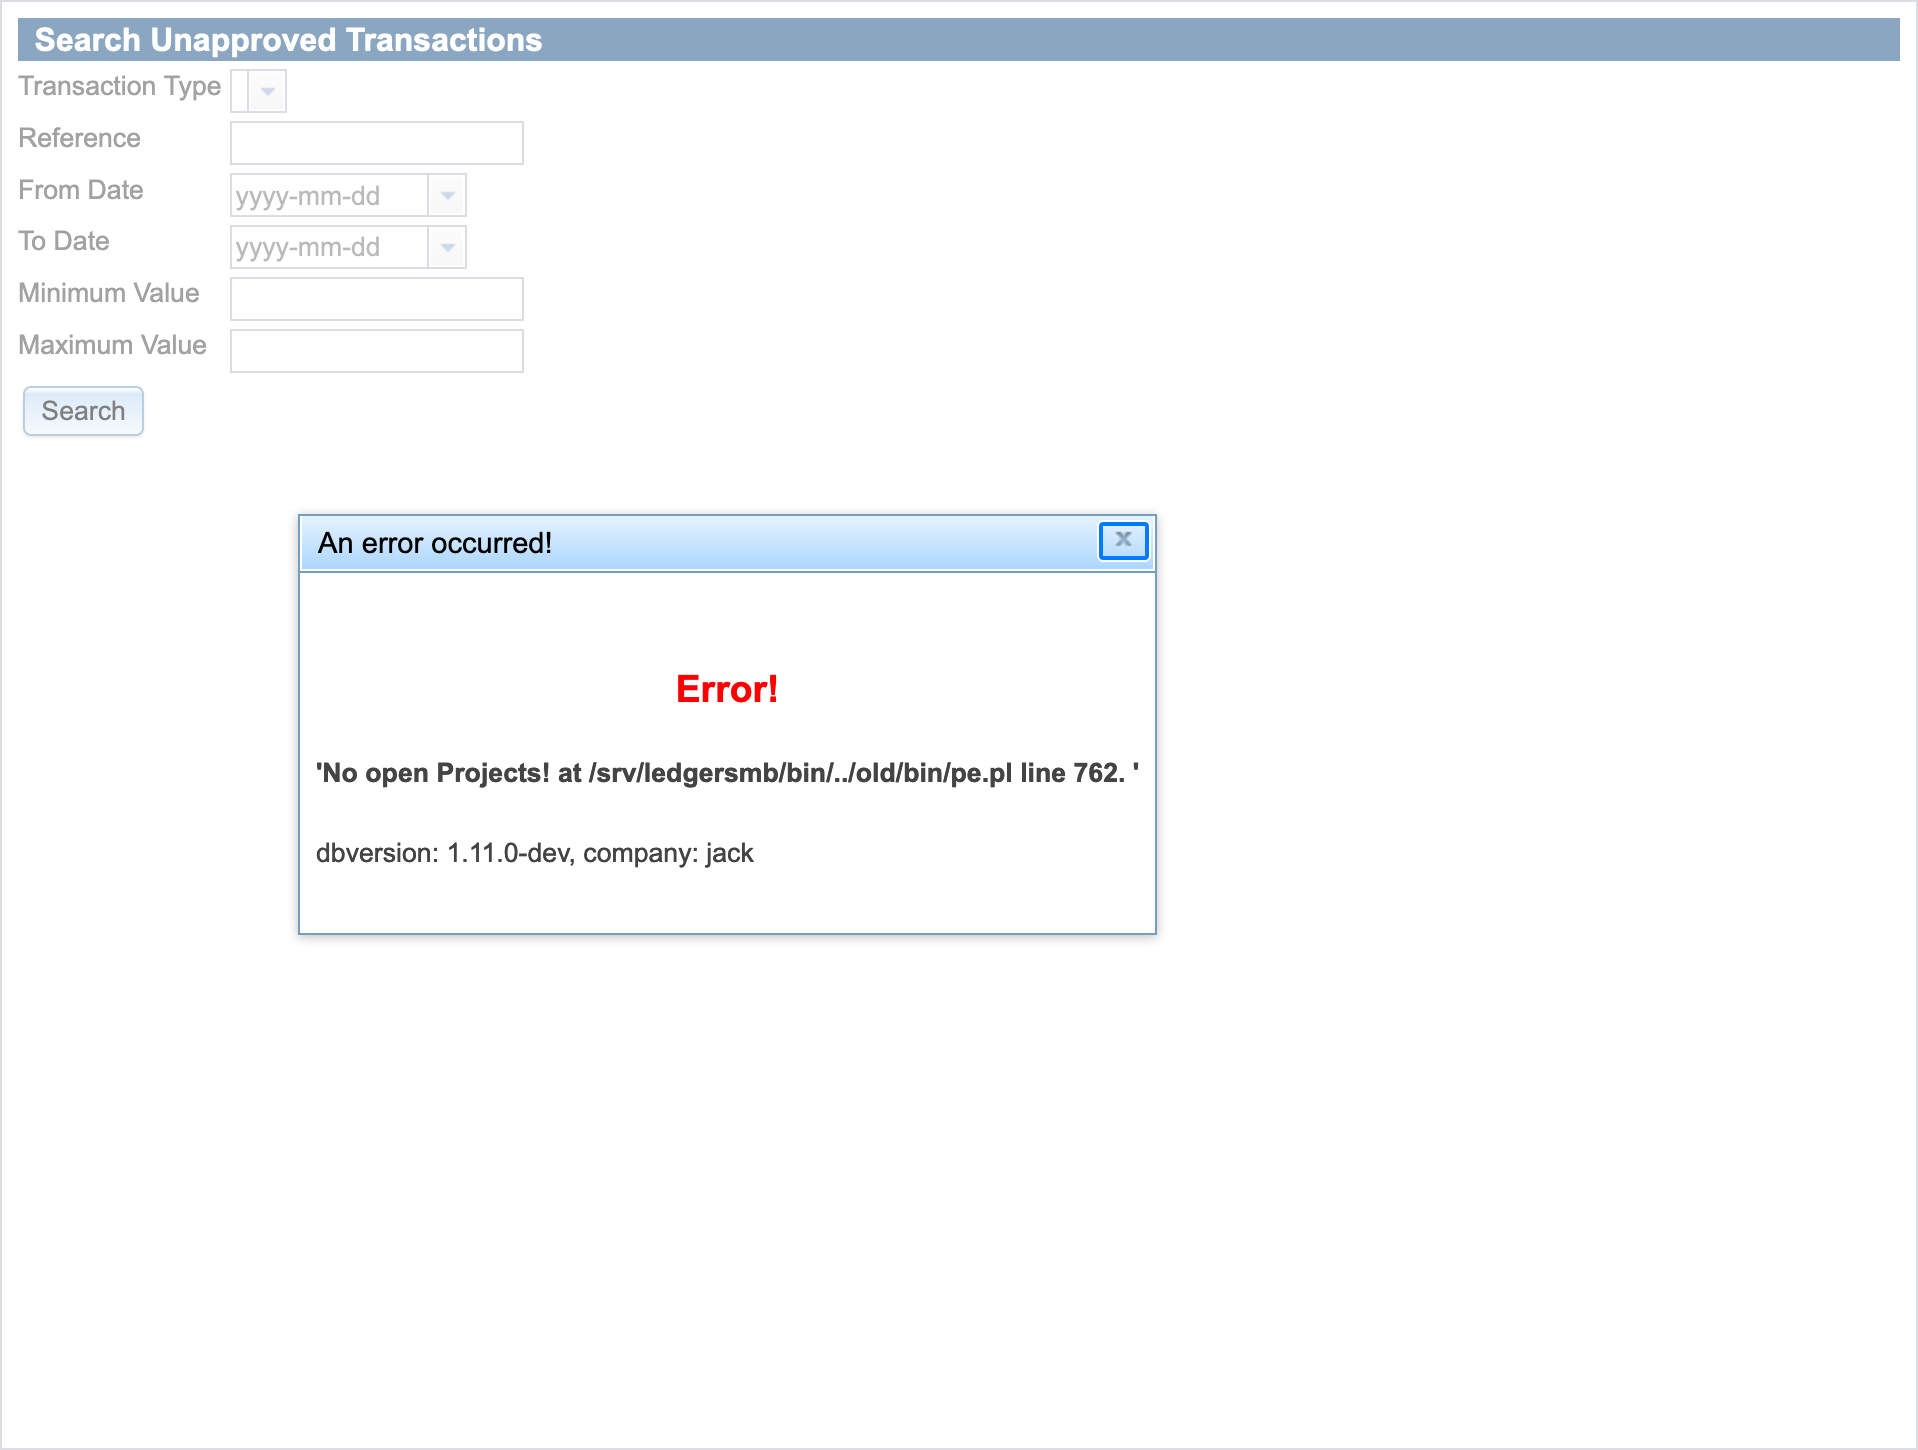 Search Unapproved Transactions
Transaction Type
Reference
From Date yyyy-mm-dd
To Date yyyy-mm-dd
Minimum Value
Maximum Value
Search
An error occurred! x
Error!
'No open Projects! at /srv/ledgersmb/bin/../old/bin/pe.pl line 762. '
dbversion: 1.11.0-dev, company: jack